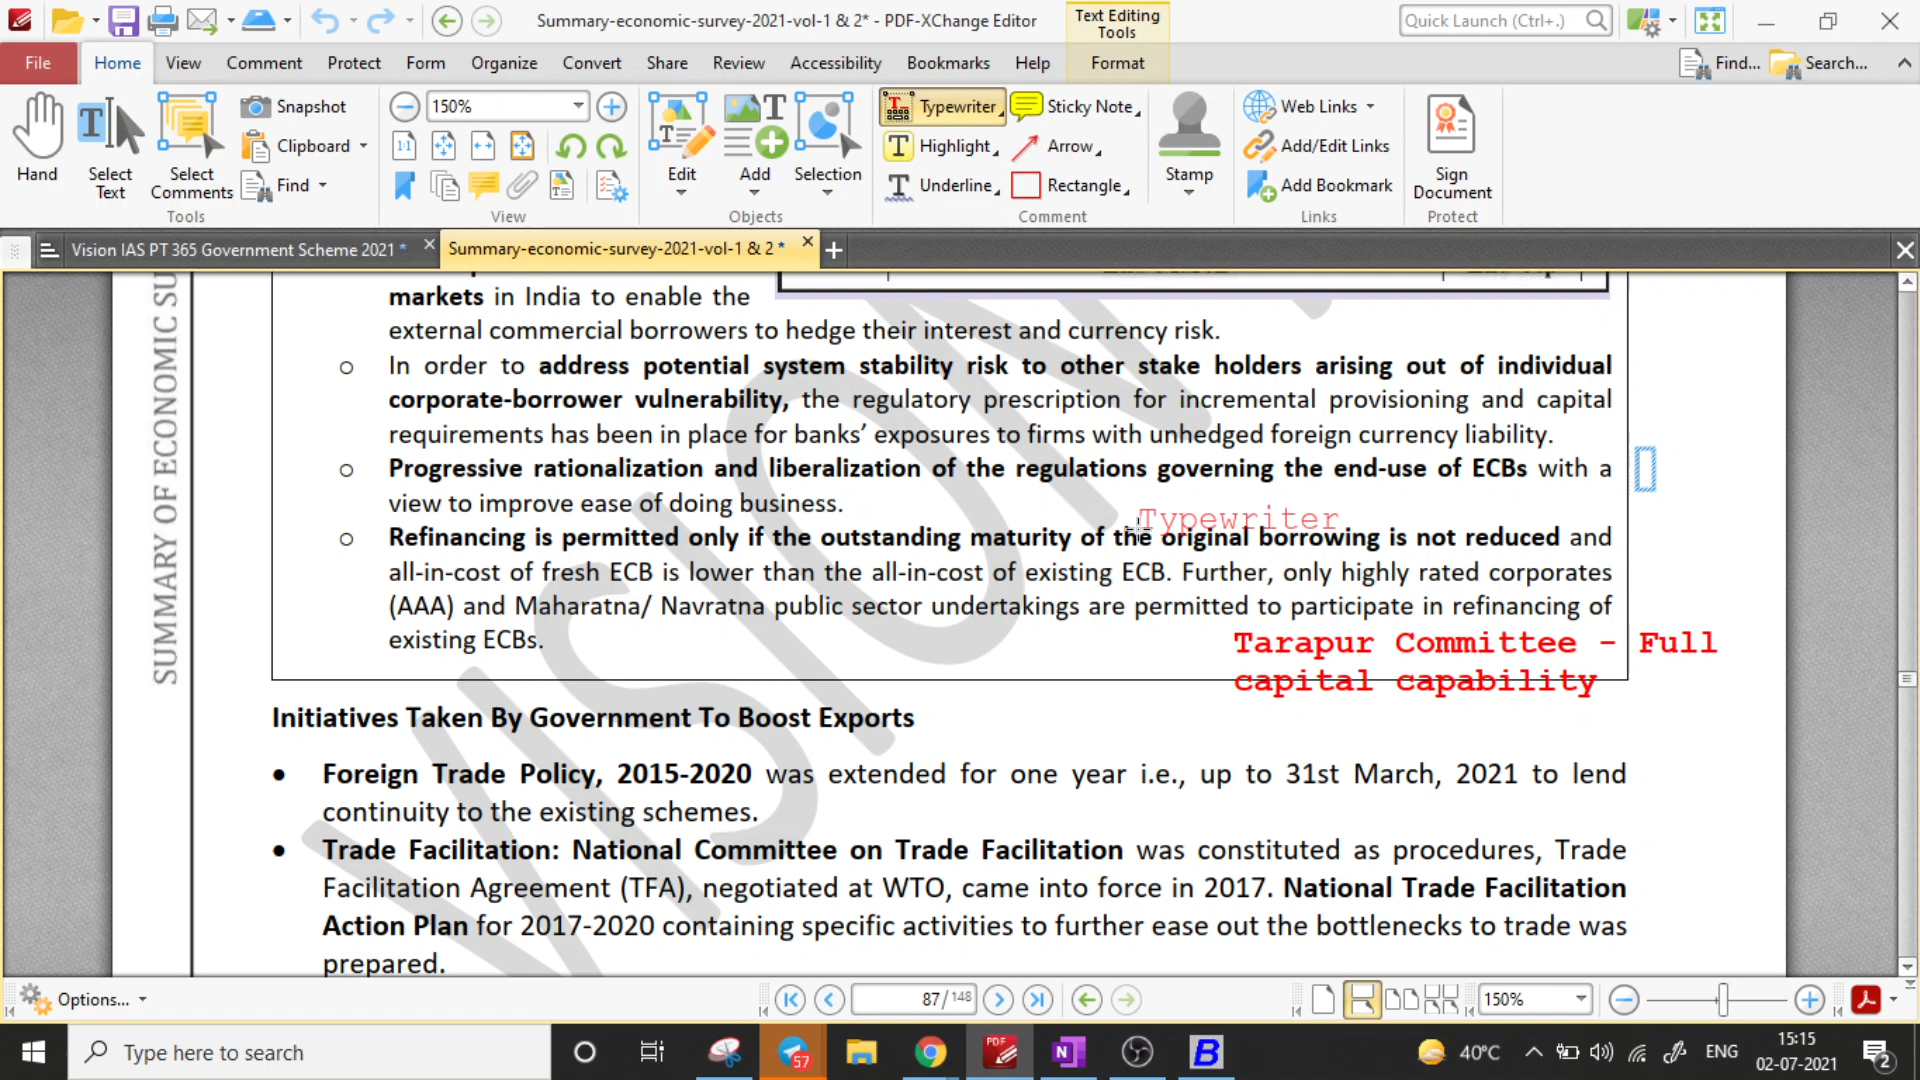 Summary-economic-survey-2021-vol-1 & 2* - PDF-XChange Editor
Text Editing Tools
Quick Launch (Ctrl+.)
File Home View Comment Protect Form Organize Convert Share Review Accessibility Bookmarks Help Format Find... Search...
Hand
Select Text
Select Comments
Snapshot
Clipboard
Find
Tools
150%
1:1
View
Edit
Add
Selection
Objects
Typewriter
Highlight
Underline
Sticky Note
Arrow
Rectangle
Stamp
Comment
Web Links
Add/Edit Links
Add Bookmark
Links
Sign Document
Protect
Vision IAS PT 365 Government Scheme 2021 *
Summary-economic-survey-2021-vol-1 & 2 *
SUMMARY OF ECONOMIC SU
markets in India to enable the
external commercial borrowers to hedge their interest and currency risk.
o In order to address potential system stability risk to other stake holders arising out of individual
corporate-borrower vulnerability, the regulatory prescription for incremental provisioning and capital
requirements has been in place for banks’ exposures to firms with unhedged foreign currency liability.
o Progressive rationalization and liberalization of the regulations governing the end-use of ECBs with a
view to improve ease of doing business.
Typewriter
o Refinancing is permitted only if the outstanding maturity of the original borrowing is not reduced and
all-in-cost of fresh ECB is lower than the all-in-cost of existing ECB. Further, only highly rated corporates
(AAA) and Maharatna/ Navratna public sector undertakings are permitted to participate in refinancing of
existing ECBs.
Tarapur Committee - Full
capital capability
Initiatives Taken By Government To Boost Exports
• Foreign Trade Policy, 2015-2020 was extended for one year i.e., up to 31st March, 2021 to lend
continuity to the existing schemes.
• Trade Facilitation: National Committee on Trade Facilitation was constituted as procedures, Trade
Facilitation Agreement (TFA), negotiated at WTO, came into force in 2017. National Trade Facilitation
Action Plan for 2017-2020 containing specific activities to further ease out the bottlenecks to trade was
prepared.
VISION
Options...
87 / 148
150%
Type here to search
57
PDF
N
B
40°C
ENG
15:15
02-07-2021
2